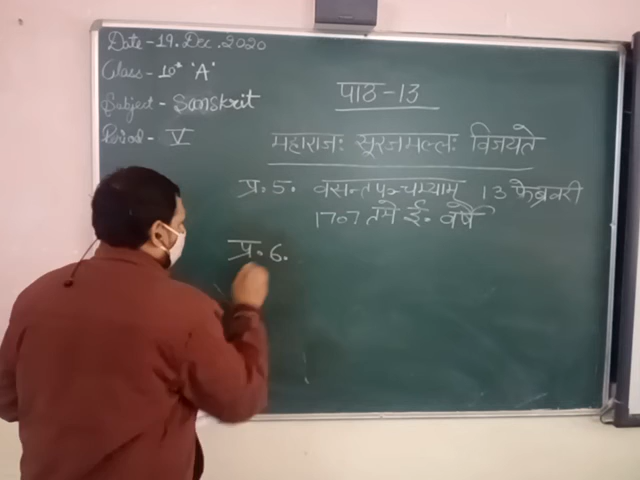 Date - 19. Dec. 2020
Class - 10th 'A'
Subject - Sanskrit
Period - V
पाठ - 13
महाराजः सूरजमल्लः विजयते
प्र. 5. वसन्तपञ्चम्याम् 13 फैब्रवरी
1707 तमे ई. वर्षे
प्र. 6.